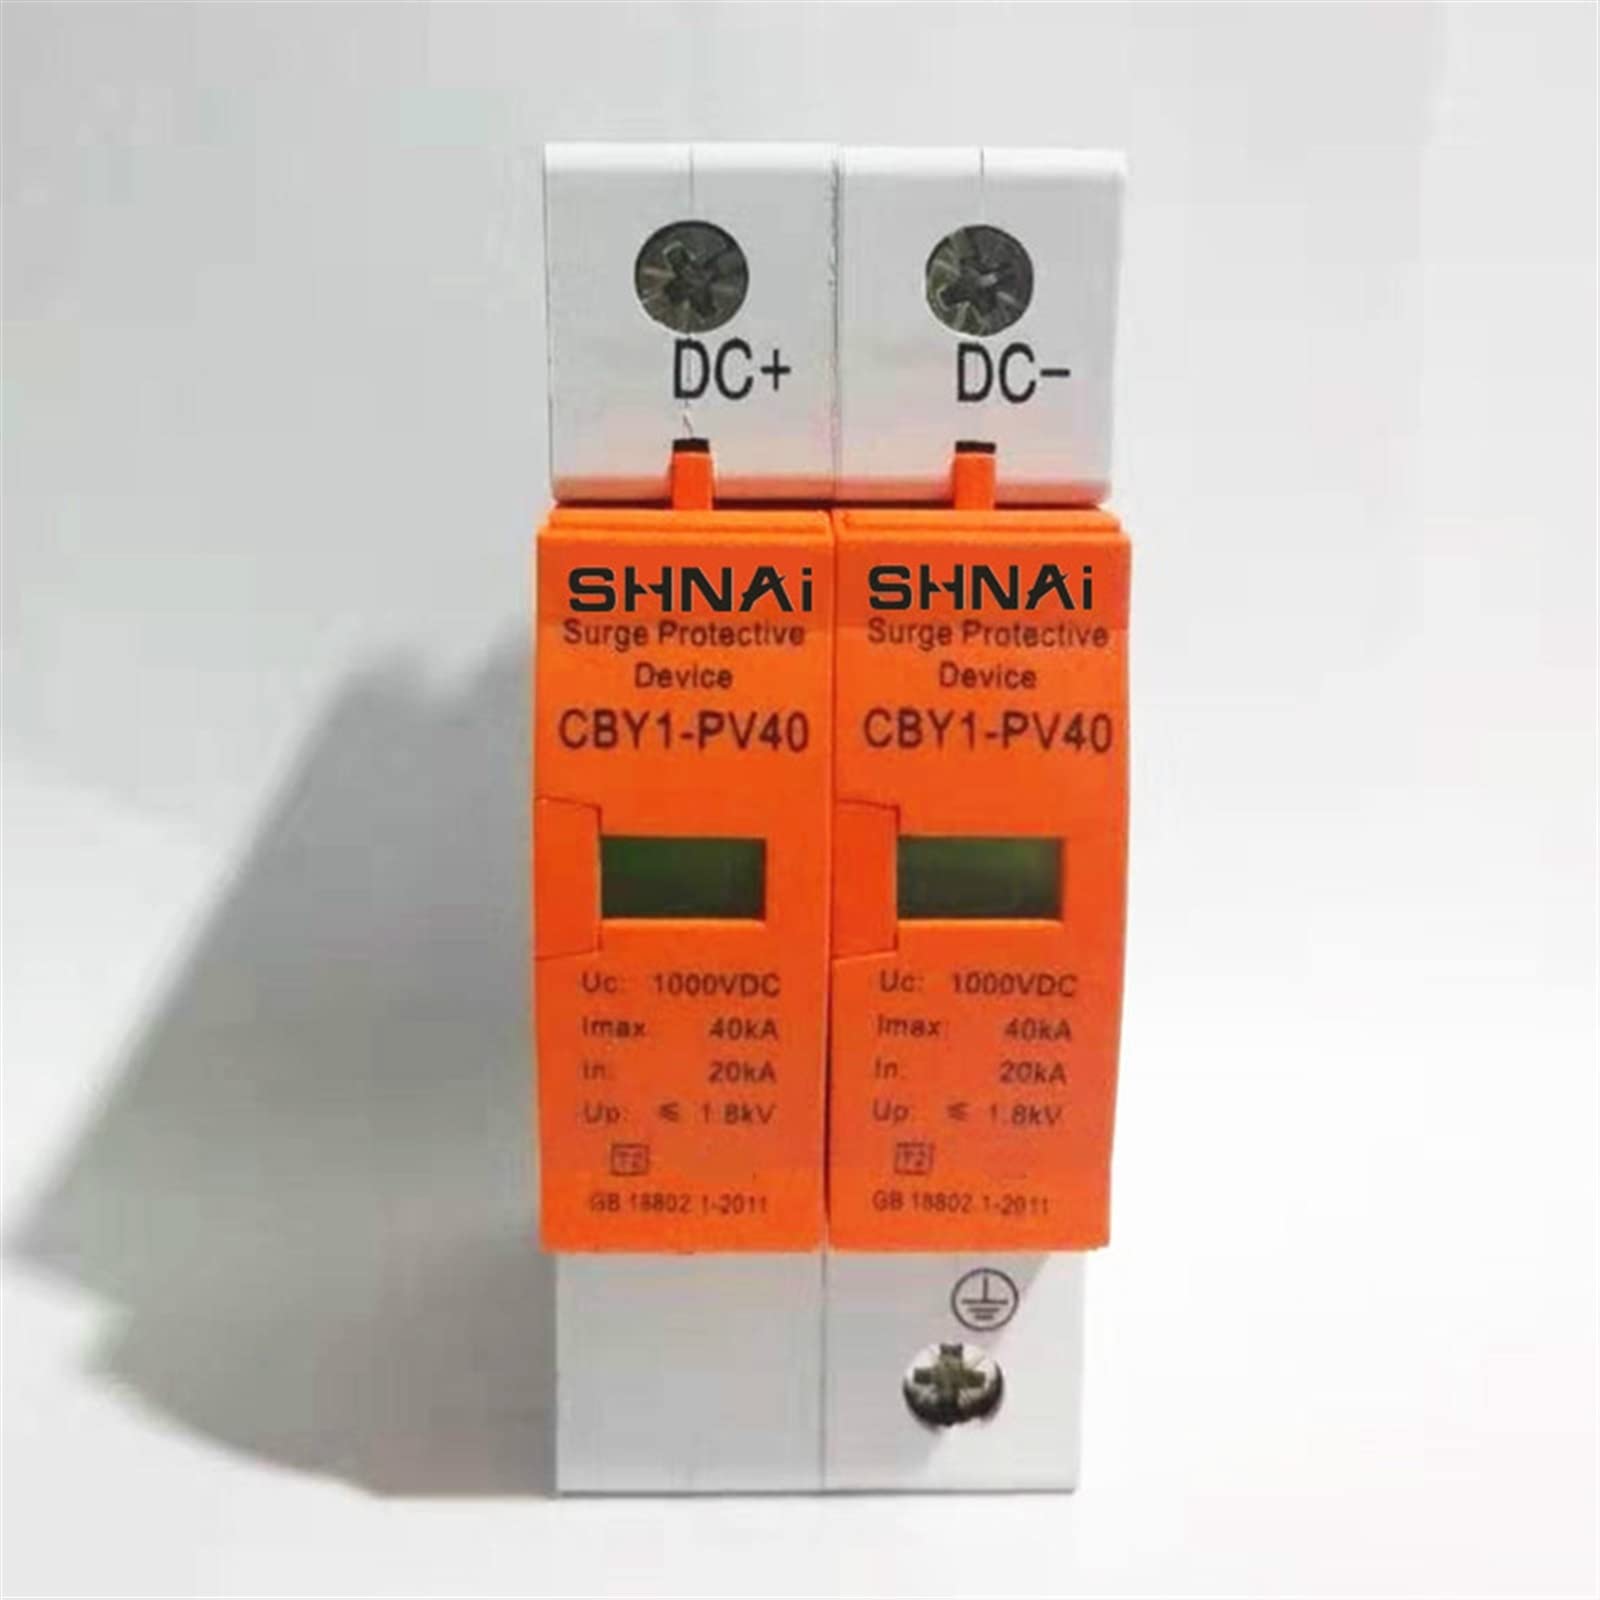 DC+
DC-
SHNAi
Surge Protective
Device
CBY1-PV40
Uc: 1000VDC
Imax: 40kA
In: 20kA
Up: ≤ 1.8kV
T2
GB 18802.1-2011
SHNAi
Surge Protective
Device
CBY1-PV40
Uc: 1000VDC
Imax: 40kA
In: 20kA
Up: ≤ 1.8kV
T2
GB 18802.1-2011